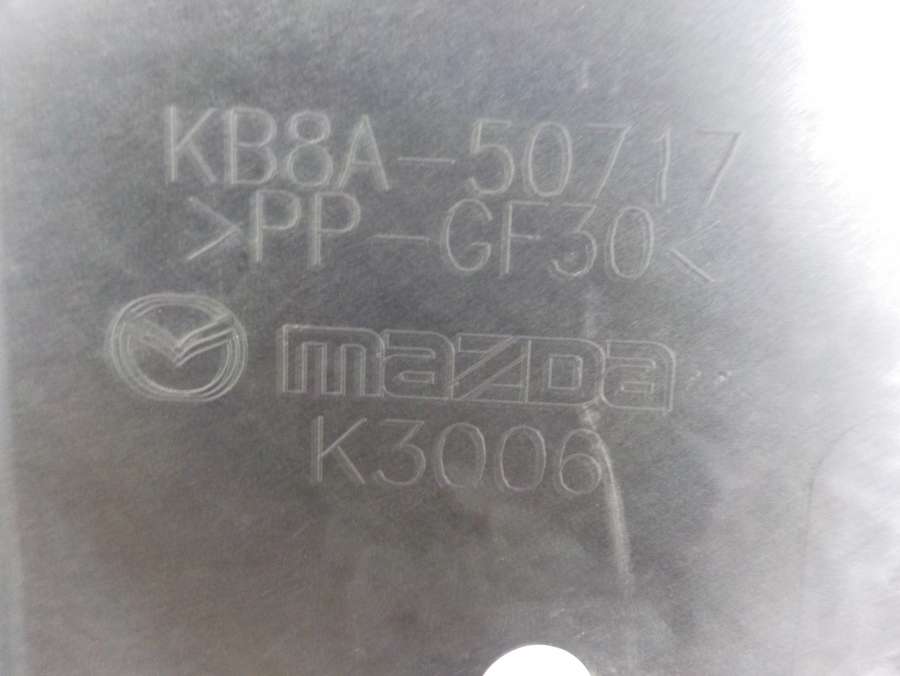 KB8A-50717
>PP-GF30<
mazDa
K3006